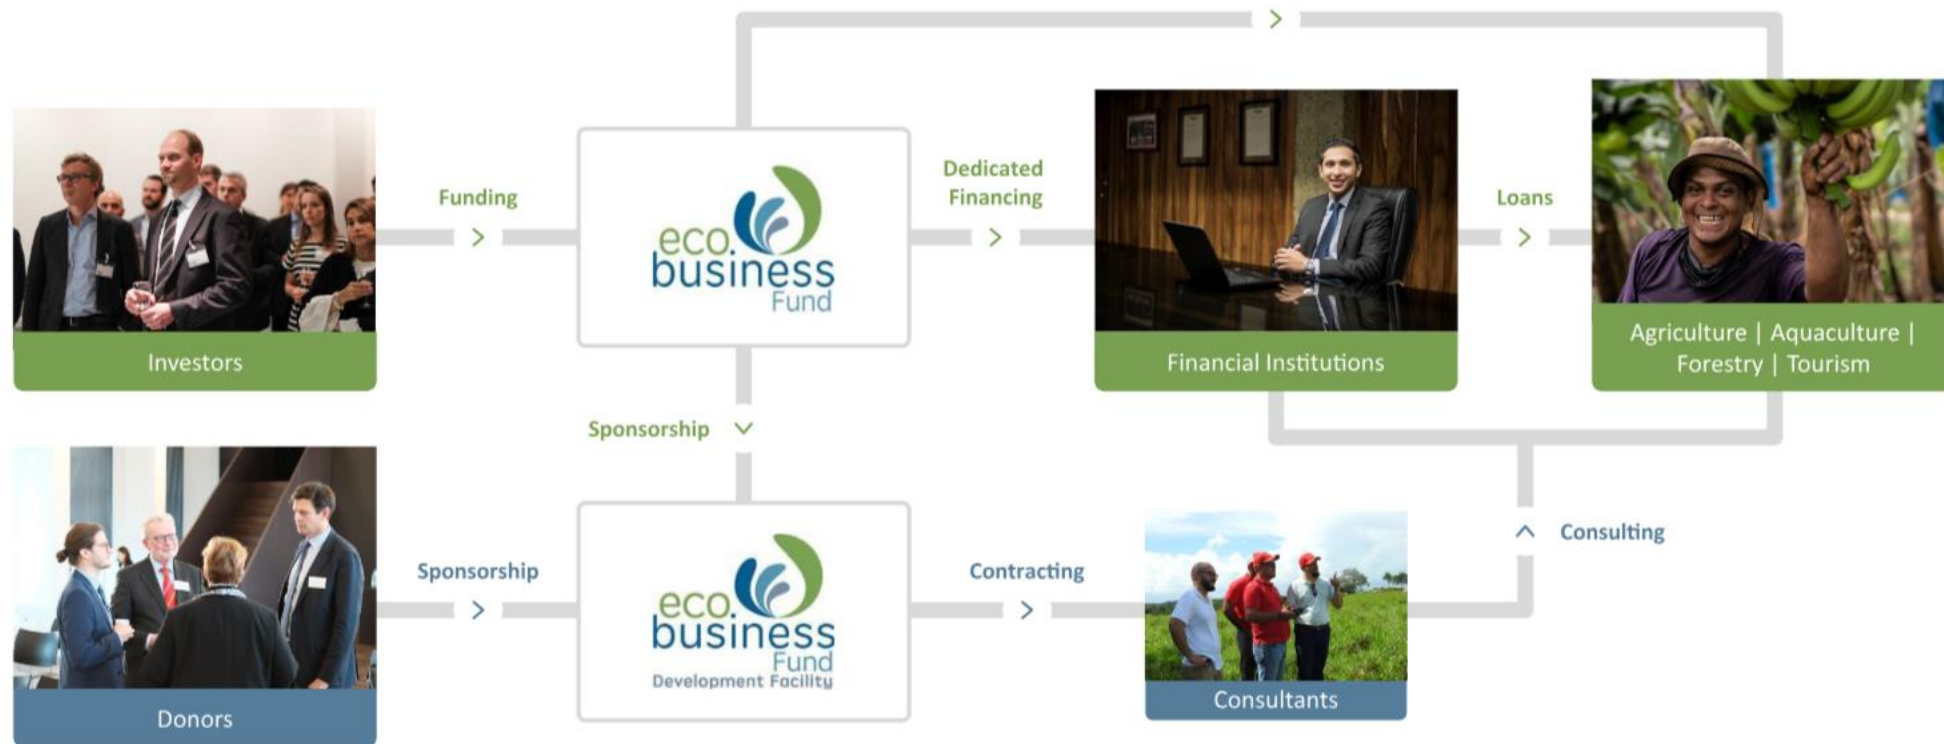 Funding
eco.
business
Fund
Dedicated
Financing
Loans
Investors
Financial Institutions
Agriculture | Aquaculture |
Forestry | Tourism
Sponsorship
Sponsorship
eco.
business
Fund
Development Facility
Contracting
Consulting
Donors
Consultants